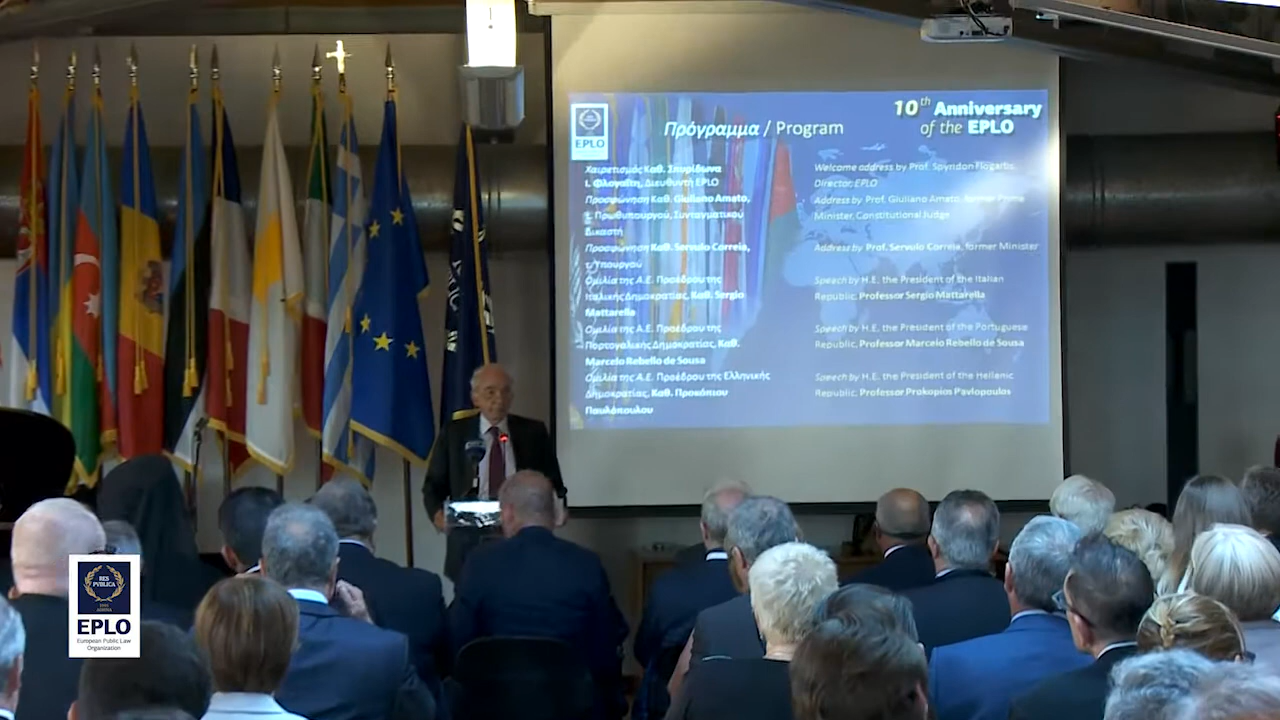 10th Anniversary
of the EPLO
EPLO
Πρόγραμμα / Program
Χαιρετισμός Καθ. Σπυρίδωνα
Ι. Φλογαΐτη, Διευθυντή EPLO
Προσφώνηση Καθ. Giuliano Amato,
τ. Πρωθυπουργού, Συνταγματικού
Δικαστή
Προσφώνηση Καθ. Servulo Correia,
τ. Υπουργού
Ομιλία της Α.Ε. Προέδρου της
Ιταλικής Δημοκρατίας, Καθ. Sergio
Mattarella
Ομιλία της Α.Ε. Προέδρου της
Πορτογαλικής Δημοκρατίας, Καθ.
Marcelo Rebello de Sousa
Ομιλία της Α.Ε. Προέδρου της Ελληνικής
Δημοκρατίας, Καθ. Προκόπιου
Παυλόπουλου
Welcome address by Prof. Spyridon Flogaitis
Director, EPLO
Address by Prof. Giuliano Amato, former Prime
Minister, Constitutional Judge
Address by Prof. Servulo Correia, former Minister
Speech by H.E. the President of the Italian
Republic, Professor Sergio Mattarella
Speech by H.E. the President of the Portuguese
Republic, Professor Marcelo Rebello de Sousa
Speech by H.E. the President of the Hellenic
Republic, Professor Prokopios Pavlopoulos
RES
PVBLICA
EPLO
European Public Law
Organization